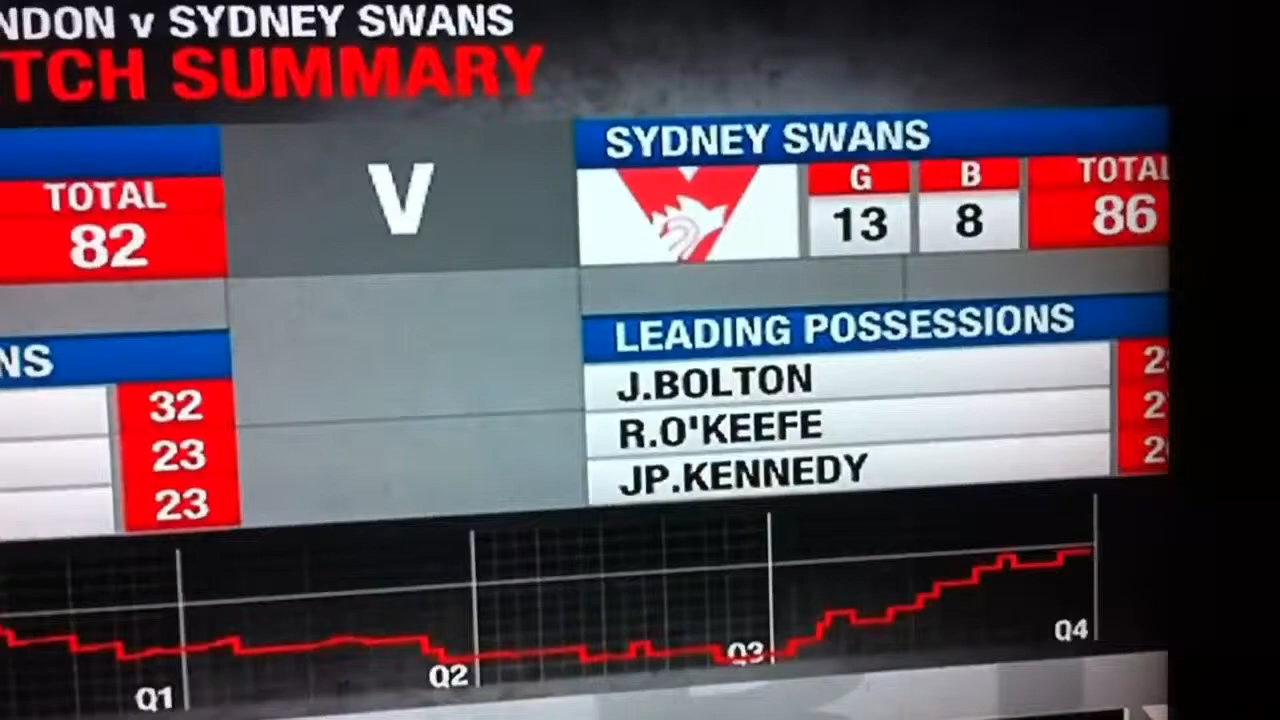 NDON v SYDNEY SWANS
TCH SUMMARY
TOTAL
82
V
SYDNEY SWANS
G
B
TOTAL
13
8
86
NS
32
23
23
LEADING POSSESSIONS
J.BOLTON
R.O'KEEFE
JP.KENNEDY
Q1
Q2
Q3
Q4